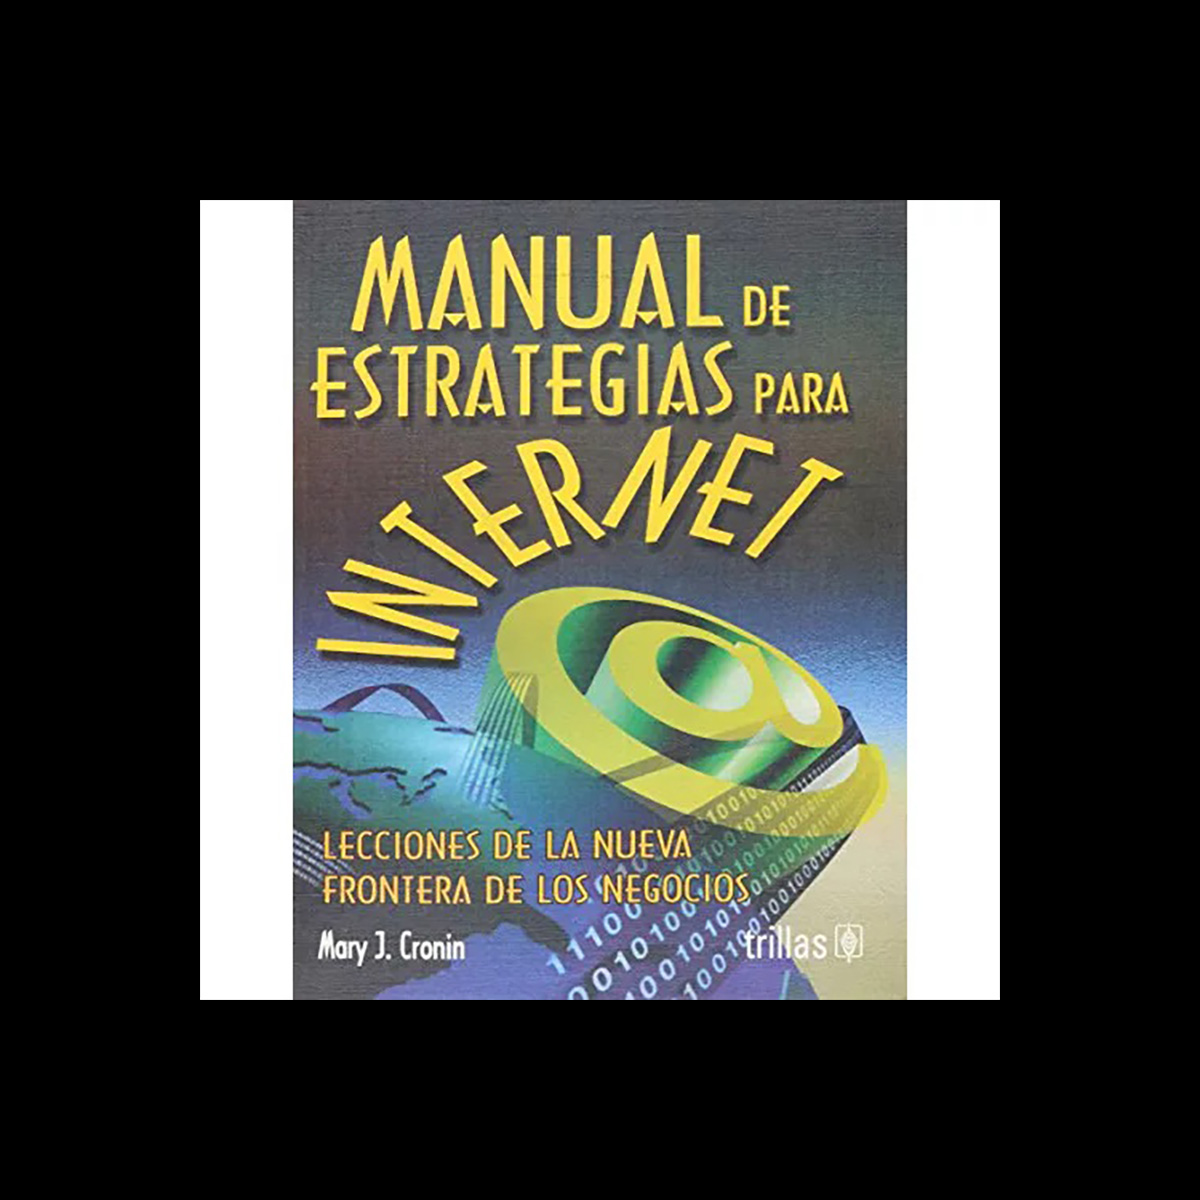 MANUAL DE
ESTRATEGIAS PARA
INTERNET
LECCIONES DE LA NUEVA
FRONTERA DE LOS NEGOCIOS
Mary J. Cronin
trillas